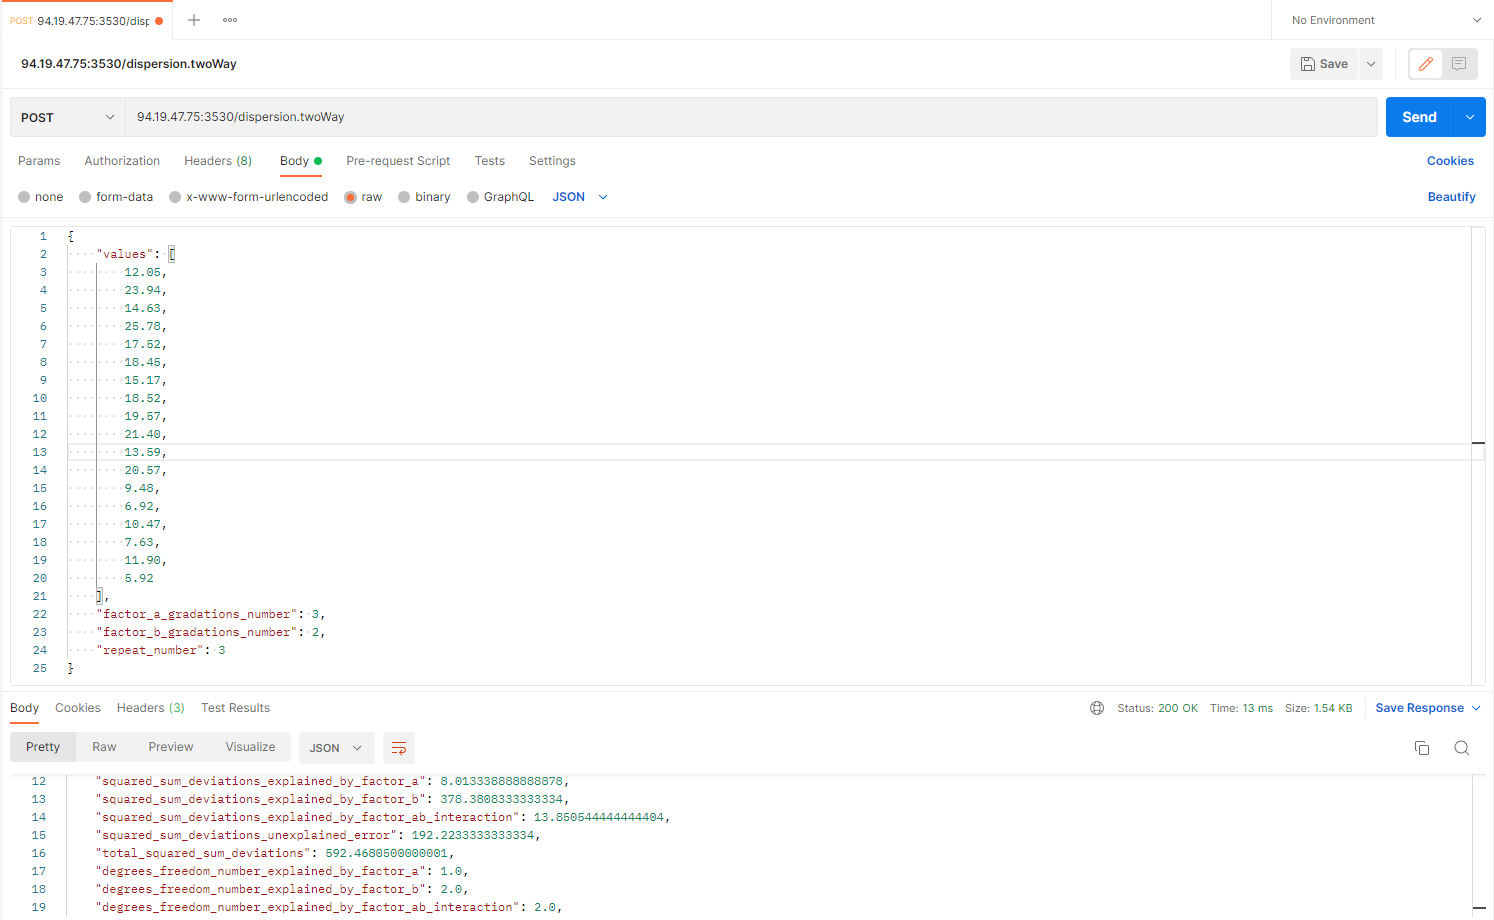 POST 94.19.47.75:3530/disp
No Environment
94.19.47.75:3530/dispersion.twoWay
Save
POST 94.19.47.75:3530/dispersion.twoWay Send
Params Authorization Headers (8) Body Pre-request Script Tests Settings Cookies
none form-data x-www-form-urlencoded raw binary GraphQL JSON Beautify
1 {
2 "values": [
3 12.05,
4 23.94,
5 14.63,
6 25.78,
7 17.52,
8 18.45,
9 15.17,
10 18.52,
11 19.57,
12 21.40,
13 13.59,
14 20.57,
15 9.48,
16 6.92,
17 10.47,
18 7.63,
19 11.90,
20 5.92
21 ],
22 "factor_a_gradations_number": 3,
23 "factor_b_gradations_number": 2,
24 "repeat_number": 3
25 }
Body Cookies Headers (3) Test Results Status: 200 OK Time: 13 ms Size: 1.54 KB Save Response
Pretty Raw Preview Visualize JSON
12 "squared_sum_deviations_explained_by_factor_a": 8.013338888888878,
13 "squared_sum_deviations_explained_by_factor_b": 378.3808333333334,
14 "squared_sum_deviations_explained_by_factor_ab_interaction": 13.850544444444404,
15 "squared_sum_deviations_unexplained_error": 192.2233333333334,
16 "total_squared_sum_deviations": 592.4680500000001,
17 "degrees_freedom_number_explained_by_factor_a": 1.0,
18 "degrees_freedom_number_explained_by_factor_b": 2.0,
19 "degrees_freedom_number_explained_by_factor_ab_interaction": 2.0,